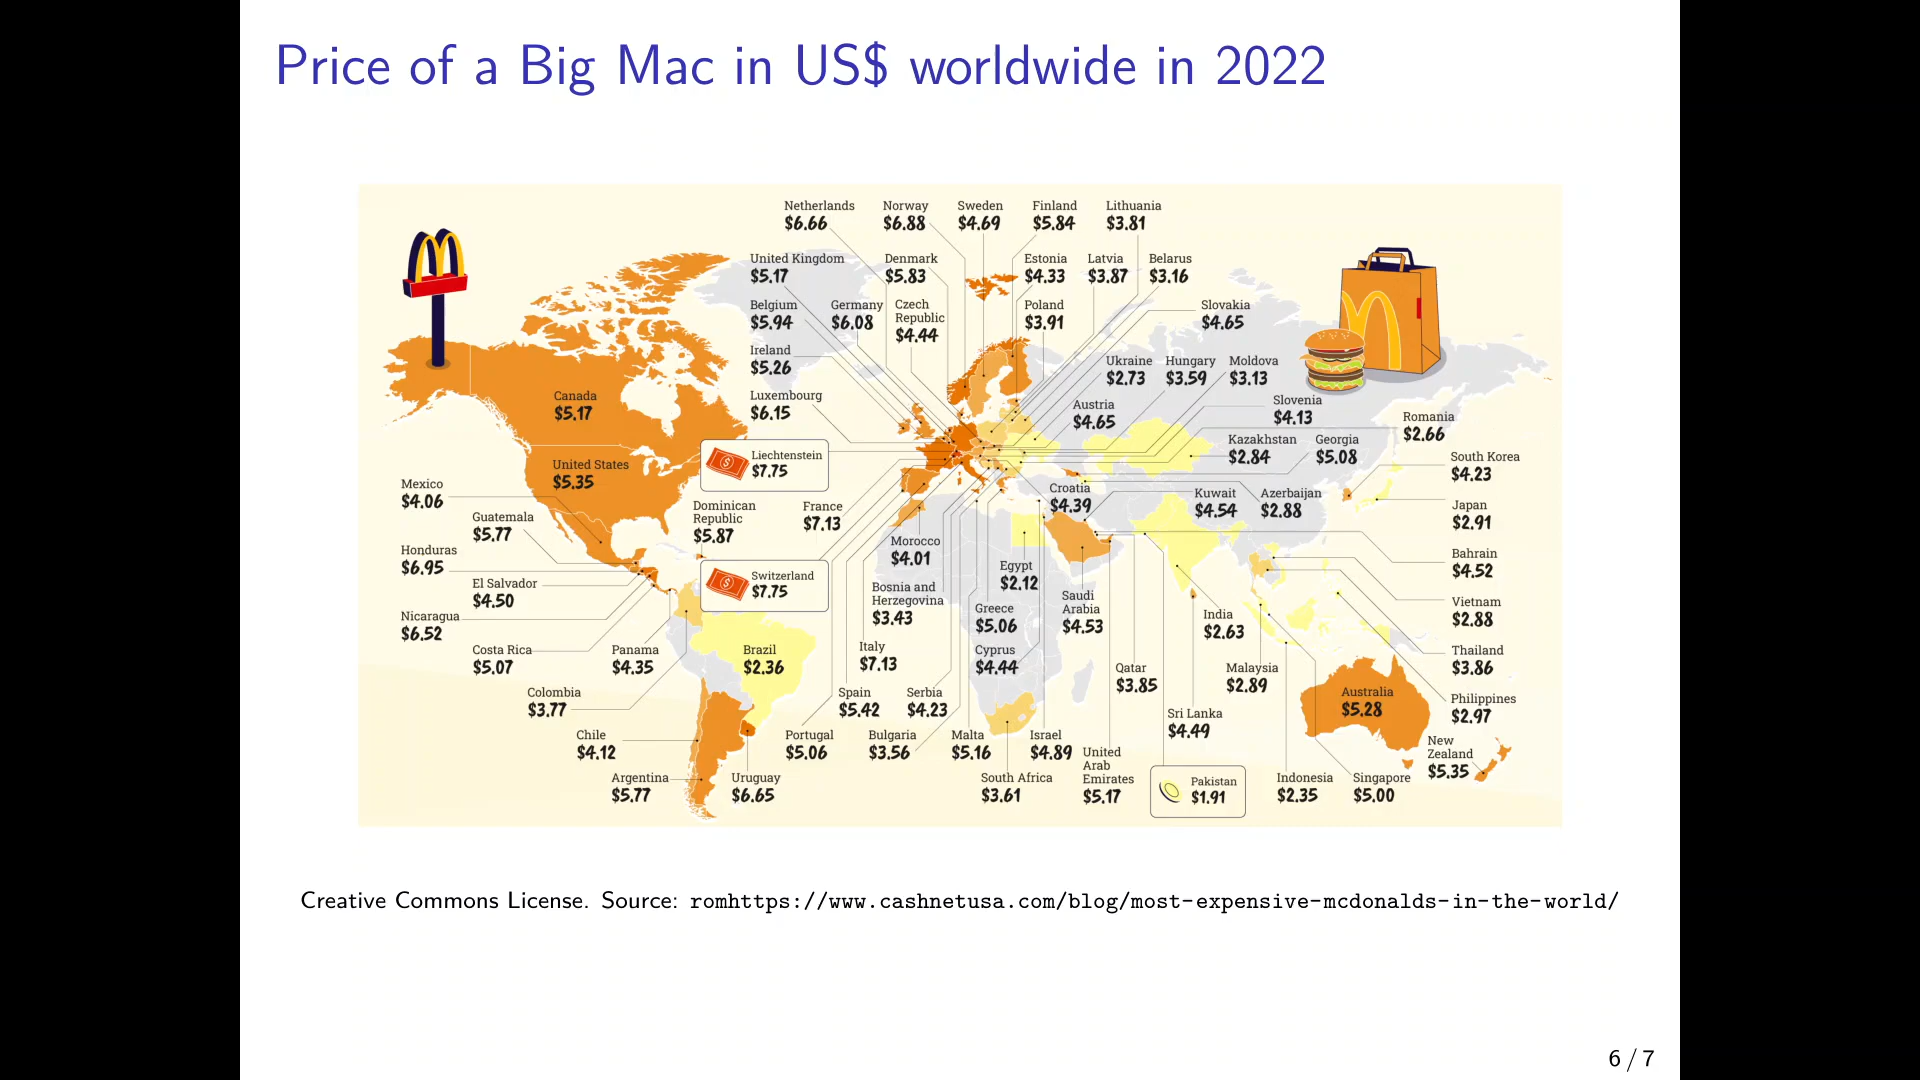 Price of a Big Mac in US$ worldwide in 2022
Netherlands
$6.66
Norway
$6.88
Sweden
$4.69
Finland
$5.84
Lithuania
$3.81
United Kingdom
$5.17
Denmark
$5.83
Estonia
$4.33
Latvia
$3.87
Belarus
$3.16
Belgium
$5.94
Germany
$6.08
Czech
Republic
$4.44
Poland
$3.91
Slovakia
$4.65
Ireland
$5.26
Ukraine
$2.73
Hungary
$3.59
Moldova
$3.13
Canada
$5.17
Luxembourg
$6.15
Austria
$4.65
Slovenia
$4.13
Romania
$2.66
Liechtenstein
$7.75
Kazakhstan
$2.84
Georgia
$5.08
South Korea
$4.23
United States
$5.35
Mexico
$4.06
Croatia
$4.39
Kuwait
$4.54
Azerbaijan
$2.88
Dominican
Republic
$5.87
France
$7.13
Japan
$2.91
Guatemala
$5.77
Morocco
$4.01
Honduras
$6.95
Bahrain
$4.52
Egypt
$2.12
Switzerland
$7.75
El Salvador
$4.50
Bosnia and
Herzegovina
$3.43
Saudi
Arabia
$4.53
Greece
$5.06
India
$2.63
Vietnam
$2.88
Nicaragua
$6.52
Costa Rica
$5.07
Panama
$4.35
Brazil
$2.36
Italy
$7.13
Cyprus
$4.44
Qatar
$3.85
Malaysia
$2.89
Thailand
$3.86
Colombia
$3.77
Spain
$5.42
Serbia
$4.23
Australia
$5.28
Philippines
$2.97
Sri Lanka
$4.49
Chile
$4.12
Portugal
$5.06
Bulgaria
$3.56
Malta
$5.16
Israel
$4.89
United
Arab
Emirates
$5.17
New
Zealand
$5.35
Argentina
$5.77
Uruguay
$6.65
South Africa
$3.61
Pakistan
$1.91
Indonesia
$2.35
Singapore
$5.00
Creative Commons License. Source: romhttps://www.cashnetusa.com/blog/most-expensive-mcdonalds-in-the-world/
6 / 7